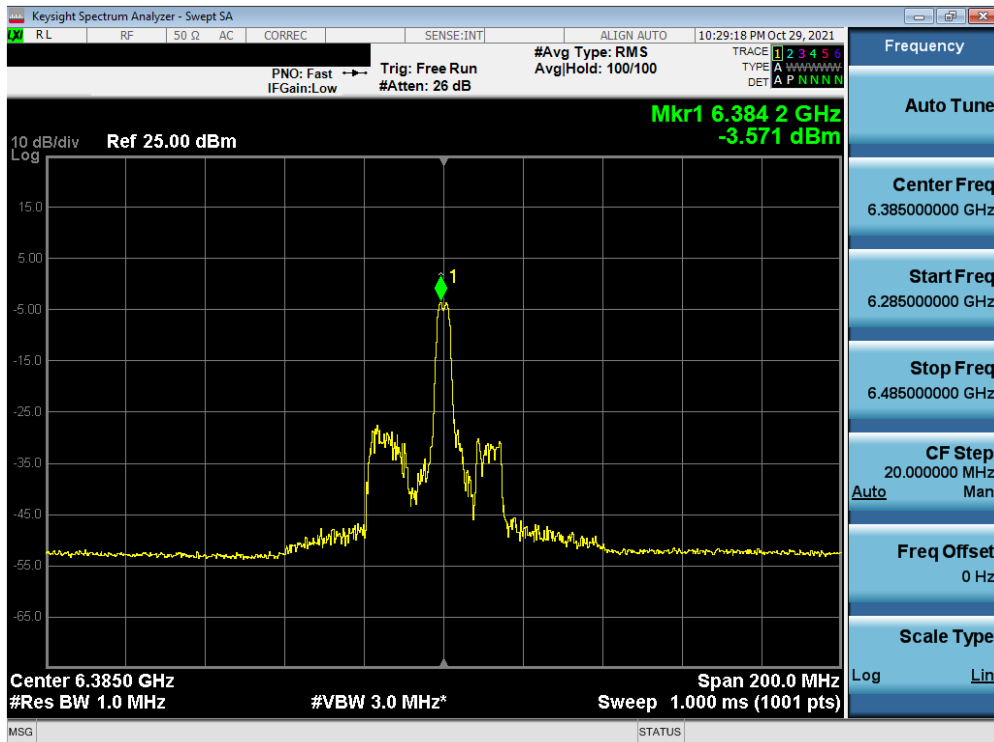 Keysight Spectrum Analyzer - Swept SA
LXI RL RF 50 Ω AC CORREC SENSE:INT ALIGN AUTO 10:29:18 PM Oct 29, 2021
PNO: Fast
IFGain:Low
Trig: Free Run
#Atten: 26 dB
#Avg Type: RMS
Avg|Hold: 100/100
TRACE 1 2 3 4 5 6
TYPE A WWWWW
DET A P N N N N
Mkr1 6.384 2 GHz
-3.571 dBm
10 dB/div Ref 25.00 dBm
Log
15.0
5.00
-5.00
-15.0
-25.0
-35.0
-45.0
-55.0
-65.0
1
Center 6.3850 GHz Span 200.0 MHz
#Res BW 1.0 MHz #VBW 3.0 MHz* Sweep 1.000 ms (1001 pts)
MSG STATUS
Frequency
Auto Tune
Center Freq
6.385000000 GHz
Start Freq
6.285000000 GHz
Stop Freq
6.485000000 GHz
CF Step
20.000000 MHz
Auto Man
Freq Offset
0 Hz
Scale Type
Log Lin